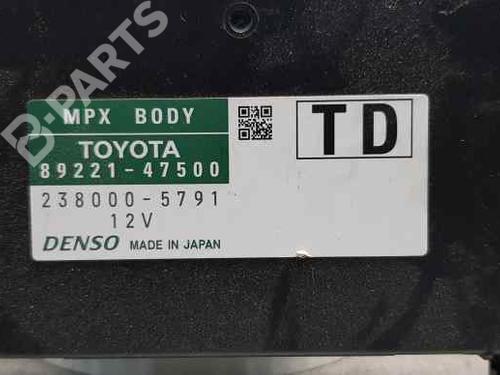 B-PARTS
MPX BODY
TOYOTA
89221-47500
238000-5791
12V
DENSO MADE IN JAPAN
TD